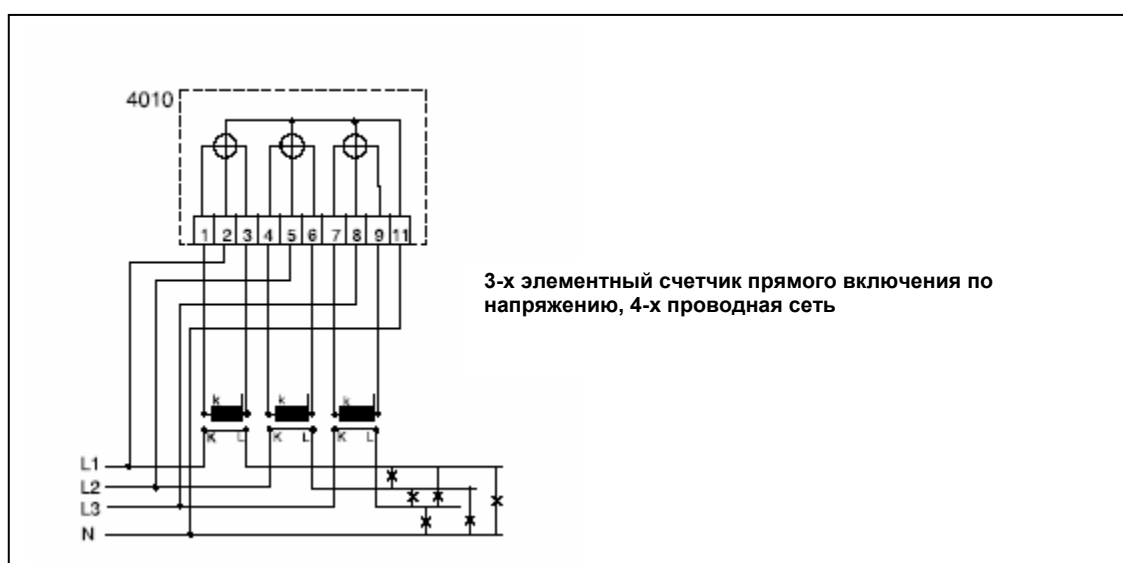 4010
1 2 3 4 5 6 7 8 9 11
3-х элементный счетчик прямого включения по
напряжению, 4-х проводная сеть
k l k l k l
K L K L K L
L1
L2
L3
N